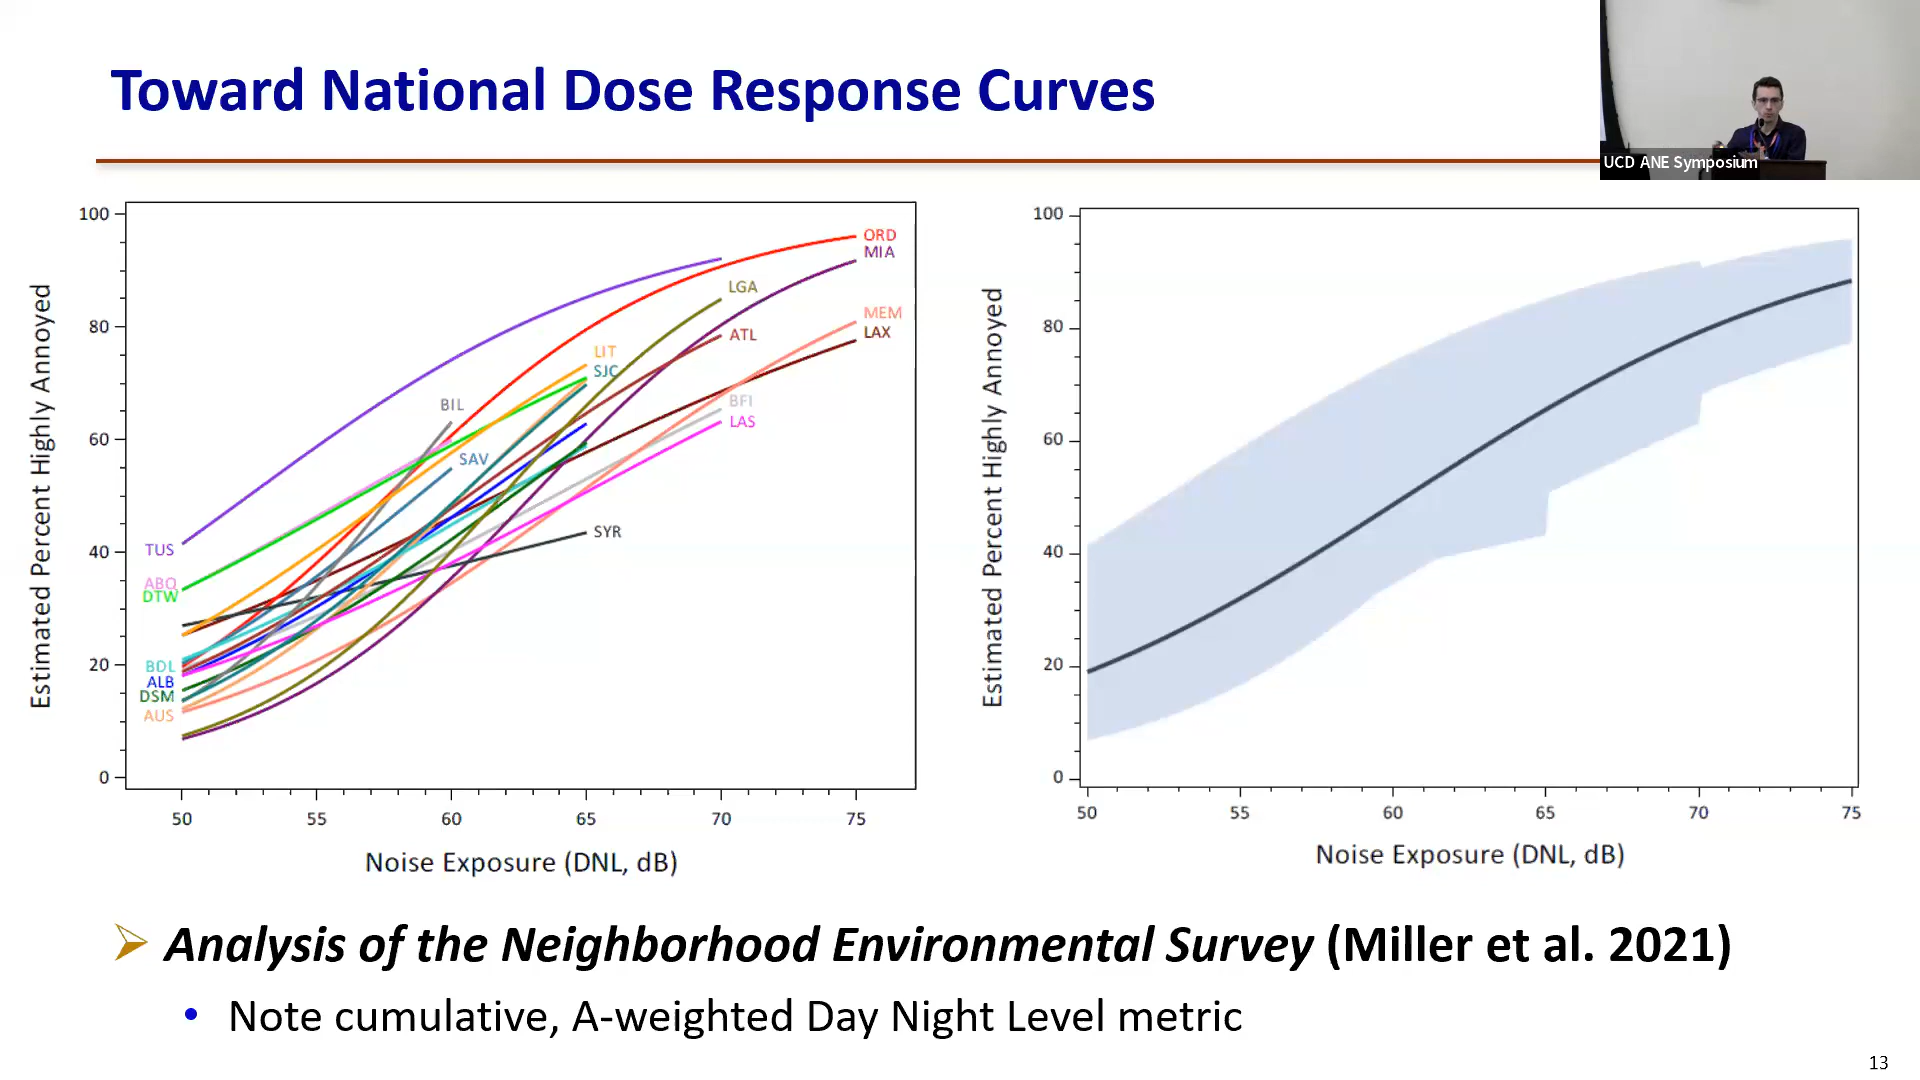 Toward National Dose Response Curves
UCD ANE Symposium
Estimated Percent Highly Annoyed
100
80
60
40
20
0
50 55 60 65 70 75
Noise Exposure (DNL, dB)
TUS
ABQ
DTW
BDL
ALB
DSM
AUS
BIL
SAV
LIT
SJC
SYR
LGA
ATL
BFI
LAS
ORD
MIA
MEM
LAX
Estimated Percent Highly Annoyed
100
80
60
40
20
0
50 55 60 65 70 75
Noise Exposure (DNL, dB)
Analysis of the Neighborhood Environmental Survey (Miller et al. 2021)
• Note cumulative, A-weighted Day Night Level metric
13